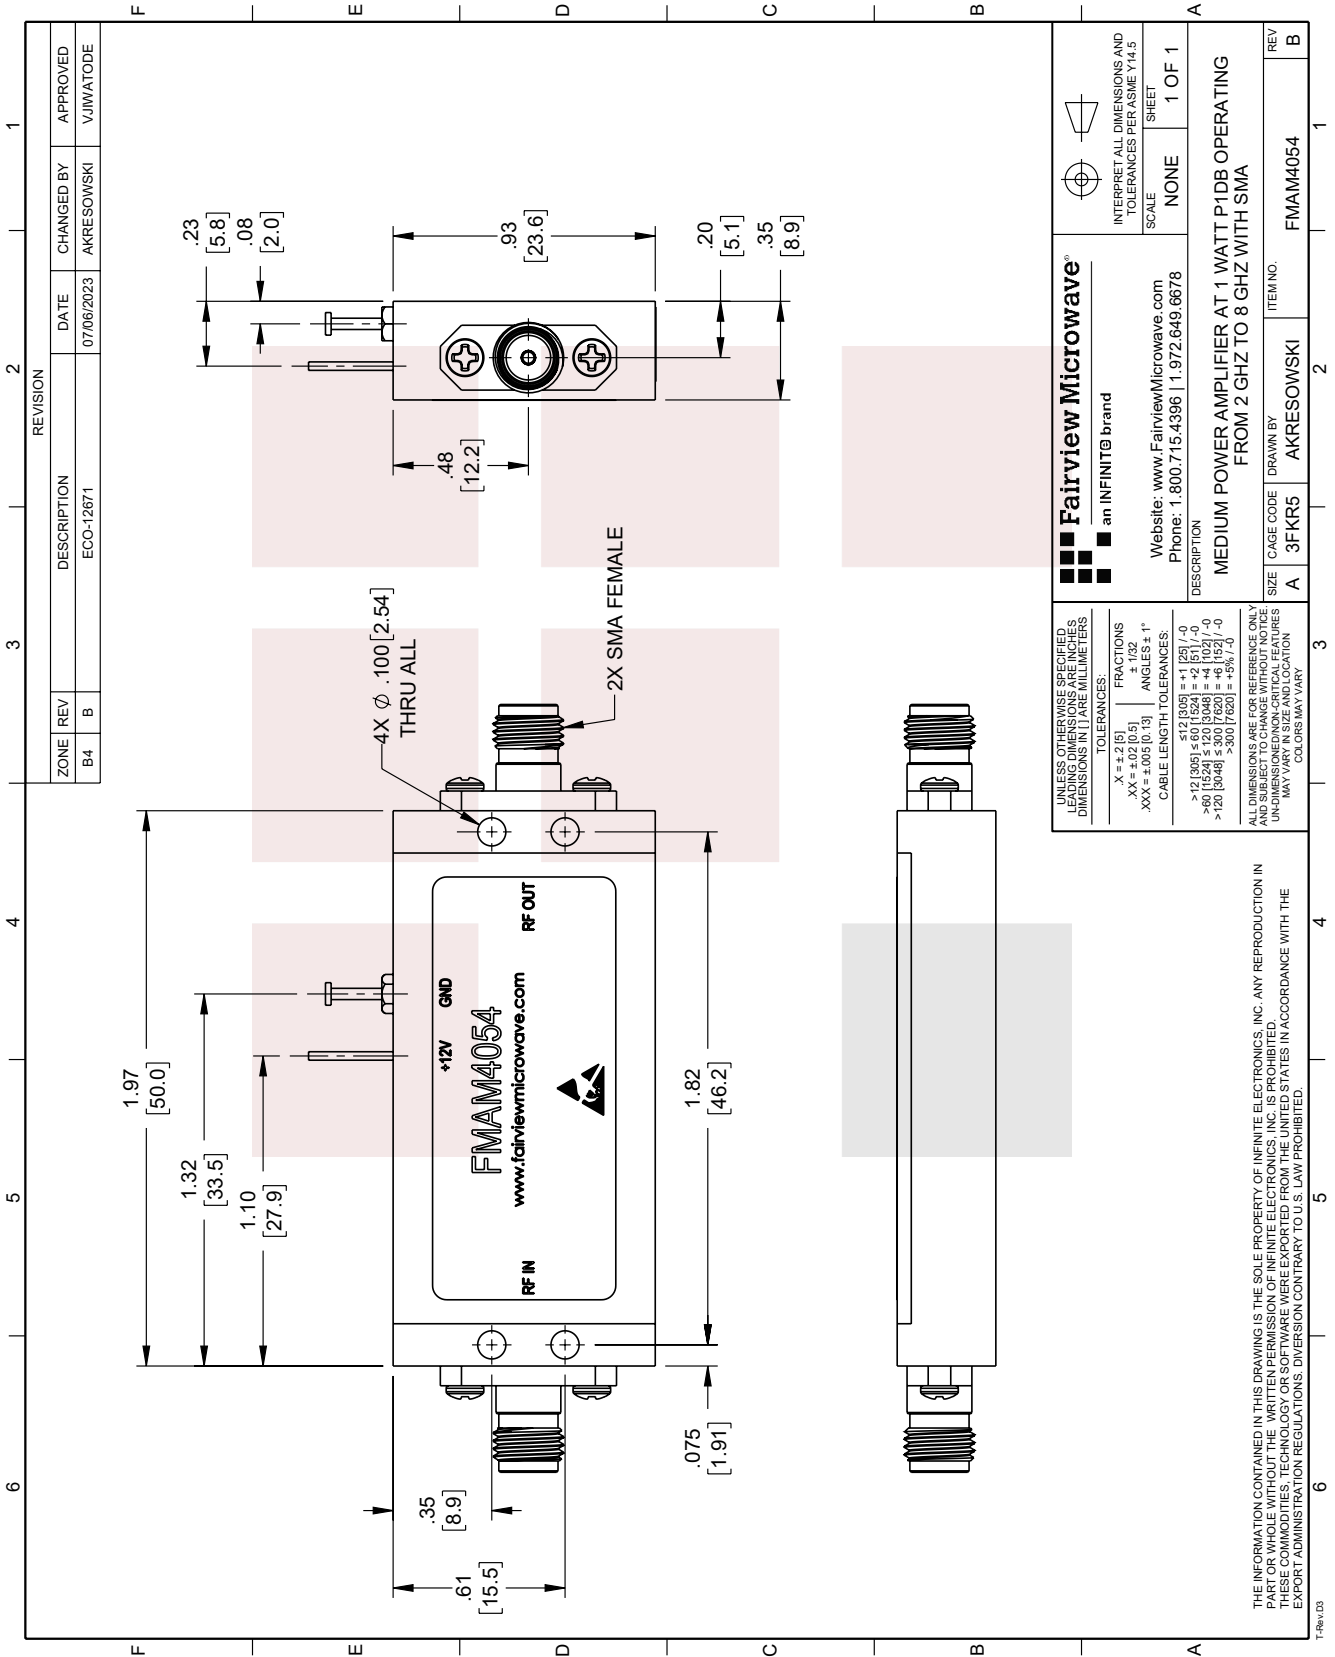 REVISION
ZONE REV DESCRIPTION DATE CHANGED BY APPROVED
B4 B ECO-12671 07/06/2023 AKRESOWSKI VJIWATODE
6 5 4 3 2 1
F
E
D
C
B
A
1.97
[50.0]
1.32
[33.5]
1.10
[27.9]
.35
[8.9]
.61
[15.5]
+12V GND
FMAM4054
www.fairviewmicrowave.com
RF IN
RF OUT
4X Ø .100 [2.54]
THRU ALL
2X SMA FEMALE
.075
[1.91]
1.82
[46.2]
.23
[5.8]
.08
[2.0]
.48
[12.2]
.93
[23.6]
.20
[5.1]
.35
[8.9]
UNLESS OTHERWISE SPECIFIED
LEADING DIMENSIONS ARE INCHES
DIMENSIONS IN [ ] ARE MILLIMETERS
TOLERANCES:
.X = ±.2 [5] FRACTIONS
.XX = ±.02 [0.5] ± 1/32
.XXX = ±.005 [0.13] ANGLES ± 1°
CABLE LENGTH TOLERANCES:
≤12 [305] = +1 [25] / -0
>12 [305] ≤ 60 [1524] = +2 [51] / -0
>60 [1524] ≤ 120 [3048] = +4 [102] / -0
>120 [3048] ≤ 300 [7620] = +6 [152] / -0
>300 [7620] = +5% / -0
ALL DIMENSIONS ARE FOR REFERENCE ONLY
AND SUBJECT TO CHANGE WITHOUT NOTICE.
UN-DIMENSIONED/NON-CRITICAL FEATURES
MAY VARY IN SIZE AND LOCATION
COLORS MAY VARY
Fairview Microwave®
an INFINIT® brand
Website: www.FairviewMicrowave.com
Phone: 1.800.715.4396 | 1.972.649.6678
INTERPRET ALL DIMENSIONS AND
TOLERANCES PER ASME Y14.5
SCALE
NONE
SHEET
1 OF 1
DESCRIPTION
MEDIUM POWER AMPLIFIER AT 1 WATT P1DB OPERATING
FROM 2 GHZ TO 8 GHZ WITH SMA
SIZE CAGE CODE DRAWN BY ITEM NO. REV
A 3FKR5 AKRESOWSKI FMAM4054 B
THE INFORMATION CONTAINED IN THIS DRAWING IS THE SOLE PROPERTY OF INFINITE ELECTRONICS, INC. ANY REPRODUCTION IN
PART OR WHOLE WITHOUT THE WRITTEN PERMISSION OF INFINITE ELECTRONICS, INC. IS PROHIBITED.
THESE COMMODITIES, TECHNOLOGY OR SOFTWARE WERE EXPORTED FROM THE UNITED STATES IN ACCORDANCE WITH THE
EXPORT ADMINISTRATION REGULATIONS. DIVERSION CONTRARY TO U.S. LAW PROHIBITED.
6 5 4 3 2 1
F
E
D
C
B
A
T-Rev.D3